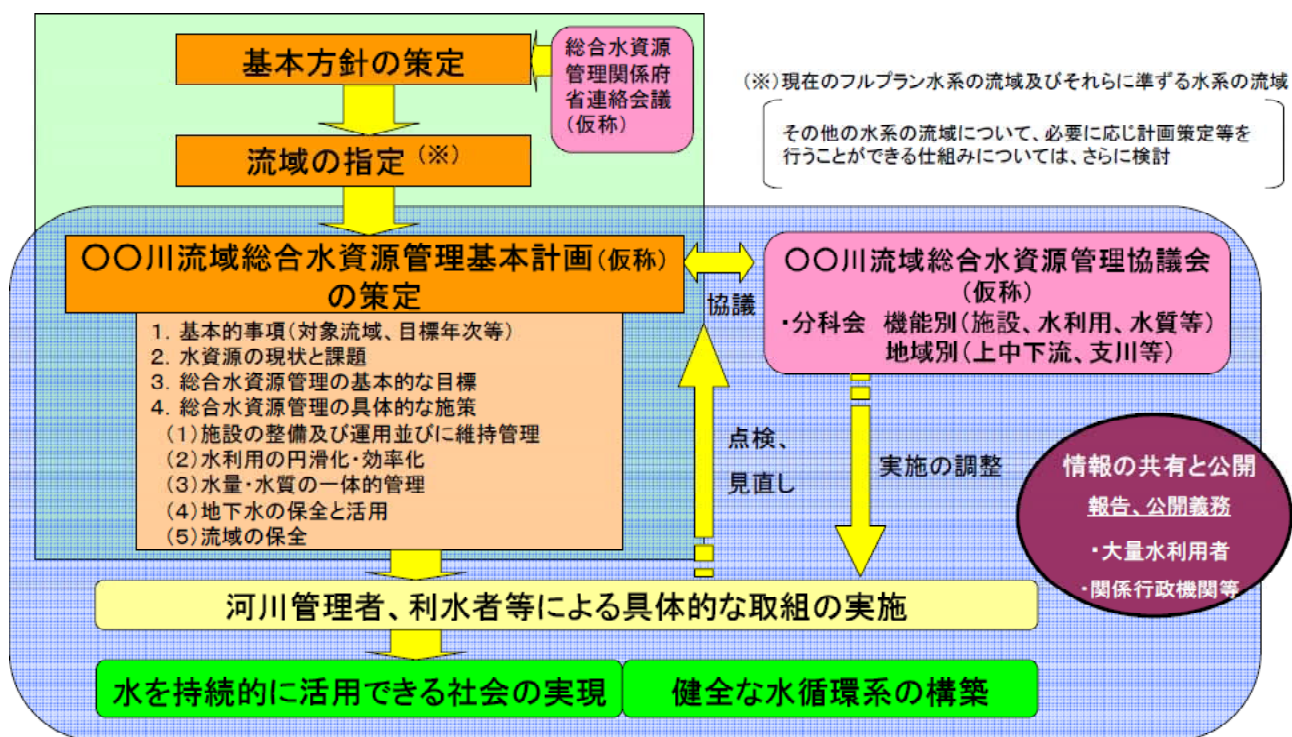 基本方針の策定
総合水資源
管理関係府
省連絡会議
(仮称)
流域の指定(※)
(※)現在のフルプラン水系の流域及びそれらに準ずる水系の流域
その他の水系の流域について、必要に応じ計画策定等を
行うことができる仕組みについては、さらに検討
〇〇川流域総合水資源管理基本計画(仮称)
の策定
1. 基本的事項(対象流域、目標年次等)
2. 水資源の現状と課題
3. 総合水資源管理の基本的な目標
4. 総合水資源管理の具体的な施策
(1)施設の整備及び運用並びに維持管理
(2)水利用の円滑化・効率化
(3)水量・水質の一体的管理
(4)地下水の保全と活用
(5)流域の保全
協議
〇〇川流域総合水資源管理協議会
(仮称)
・分科会 機能別(施設、水利用、水質等)
地域別(上中下流、支川等)
点検、
見直し
実施の調整
情報の共有と公開
報告、公開義務
・大量水利用者
・関係行政機関等
河川管理者、利水者等による具体的な取組の実施
水を持続的に活用できる社会の実現
健全な水循環系の構築